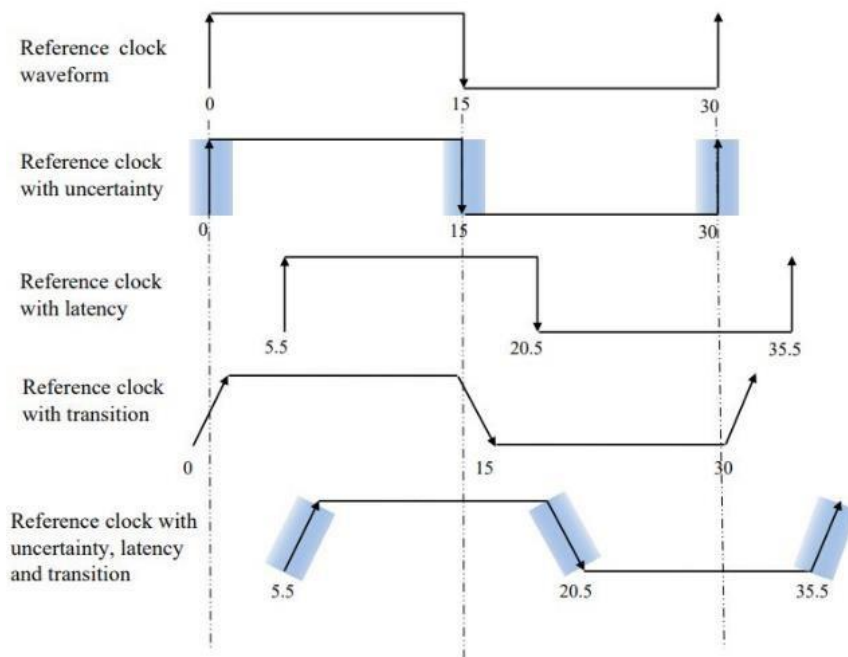 Reference clock
waveform
0
15
30
Reference clock
with uncertainty
0
15
30
Reference clock
with latency
5.5
20.5
35.5
Reference clock
with transition
0
15
30
Reference clock with
uncertainty, latency
and transition
5.5
20.5
35.5